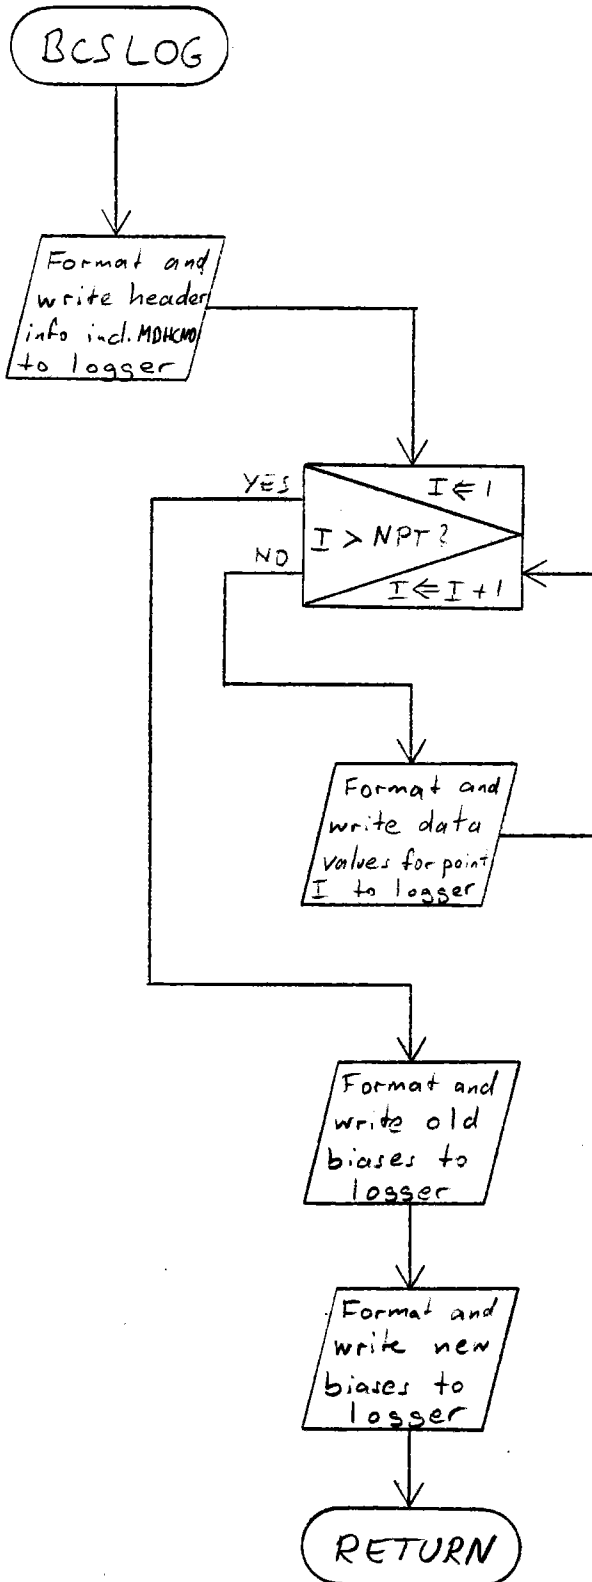 BCSLOG
Format and
write header
info incl. MDHCND
to logger
I ⇐ 1
YES
I > NPT?
NO
I ⇐ I + 1
Format and
write data
values for point
I to logger
Format and
write old
biases to
logger
Format and
write new
biases to
logger
RETURN